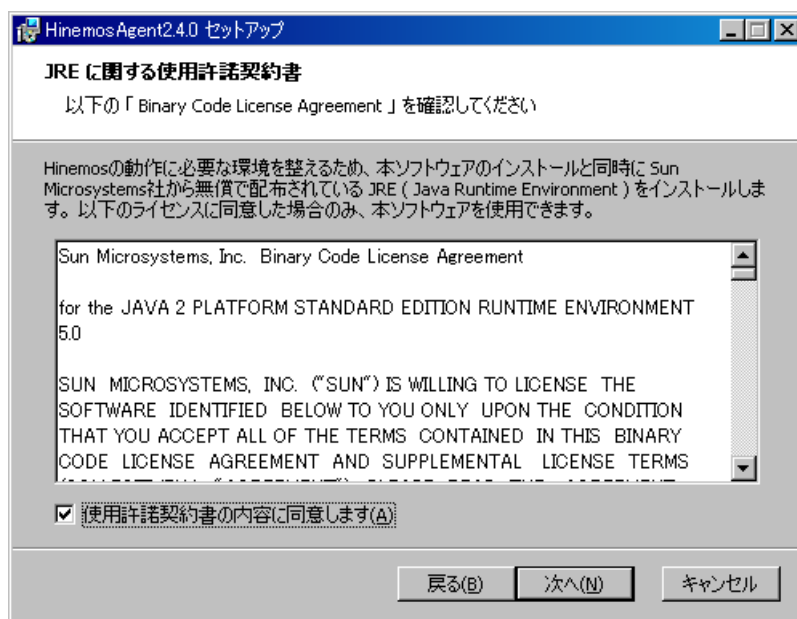 HinemosAgent2.4.0 セットアップ
JRE に関する使用許諾契約書
以下の「 Binary Code License Agreement 」を確認してください
Hinemosの動作に必要な環境を整えるため、本ソフトウェアのインストールと同時に Sun
Microsystems社から無償で配布されている JRE ( Java Runtime Environment ) をインストールしま
す。以下のライセンスに同意した場合のみ、本ソフトウェアを使用できます。
Sun Microsystems, Inc. Binary Code License Agreement
for the JAVA 2 PLATFORM STANDARD EDITION RUNTIME ENVIRONMENT
5.0
SUN MICROSYSTEMS, INC. ("SUN") IS WILLING TO LICENSE THE
SOFTWARE IDENTIFIED BELOW TO YOU ONLY UPON THE CONDITION
THAT YOU ACCEPT ALL OF THE TERMS CONTAINED IN THIS BINARY
CODE LICENSE AGREEMENT AND SUPPLEMENTAL LICENSE TERMS
使用許諾契約書の内容に同意します(A)
戻る(B)
次へ(N)
キャンセル